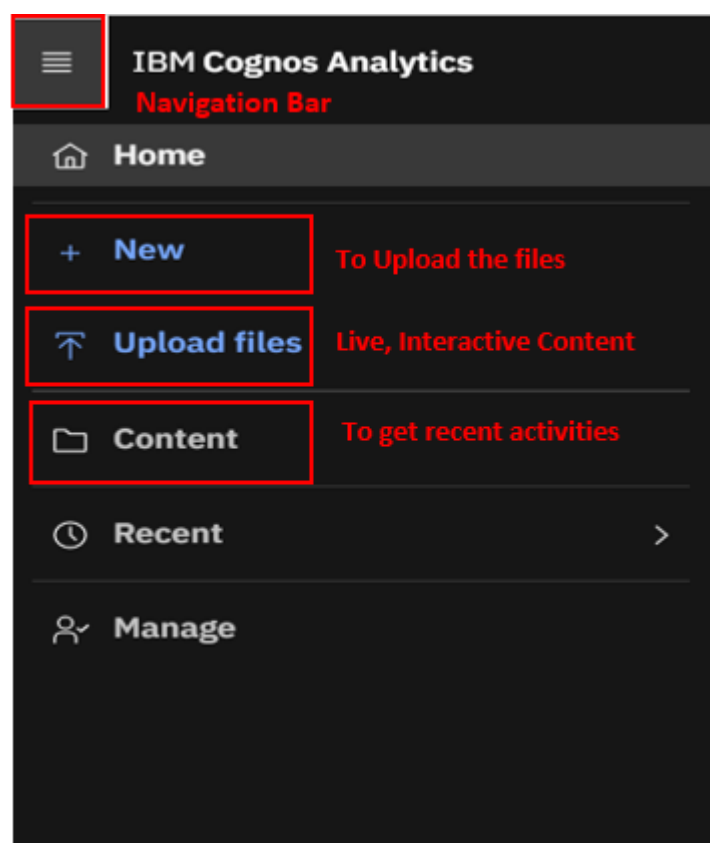 IBM Cognos Analytics
Navigation Bar
Home
+ New To Upload the files
Upload files Live, Interactive Content
Content To get recent activities
Recent >
Manage